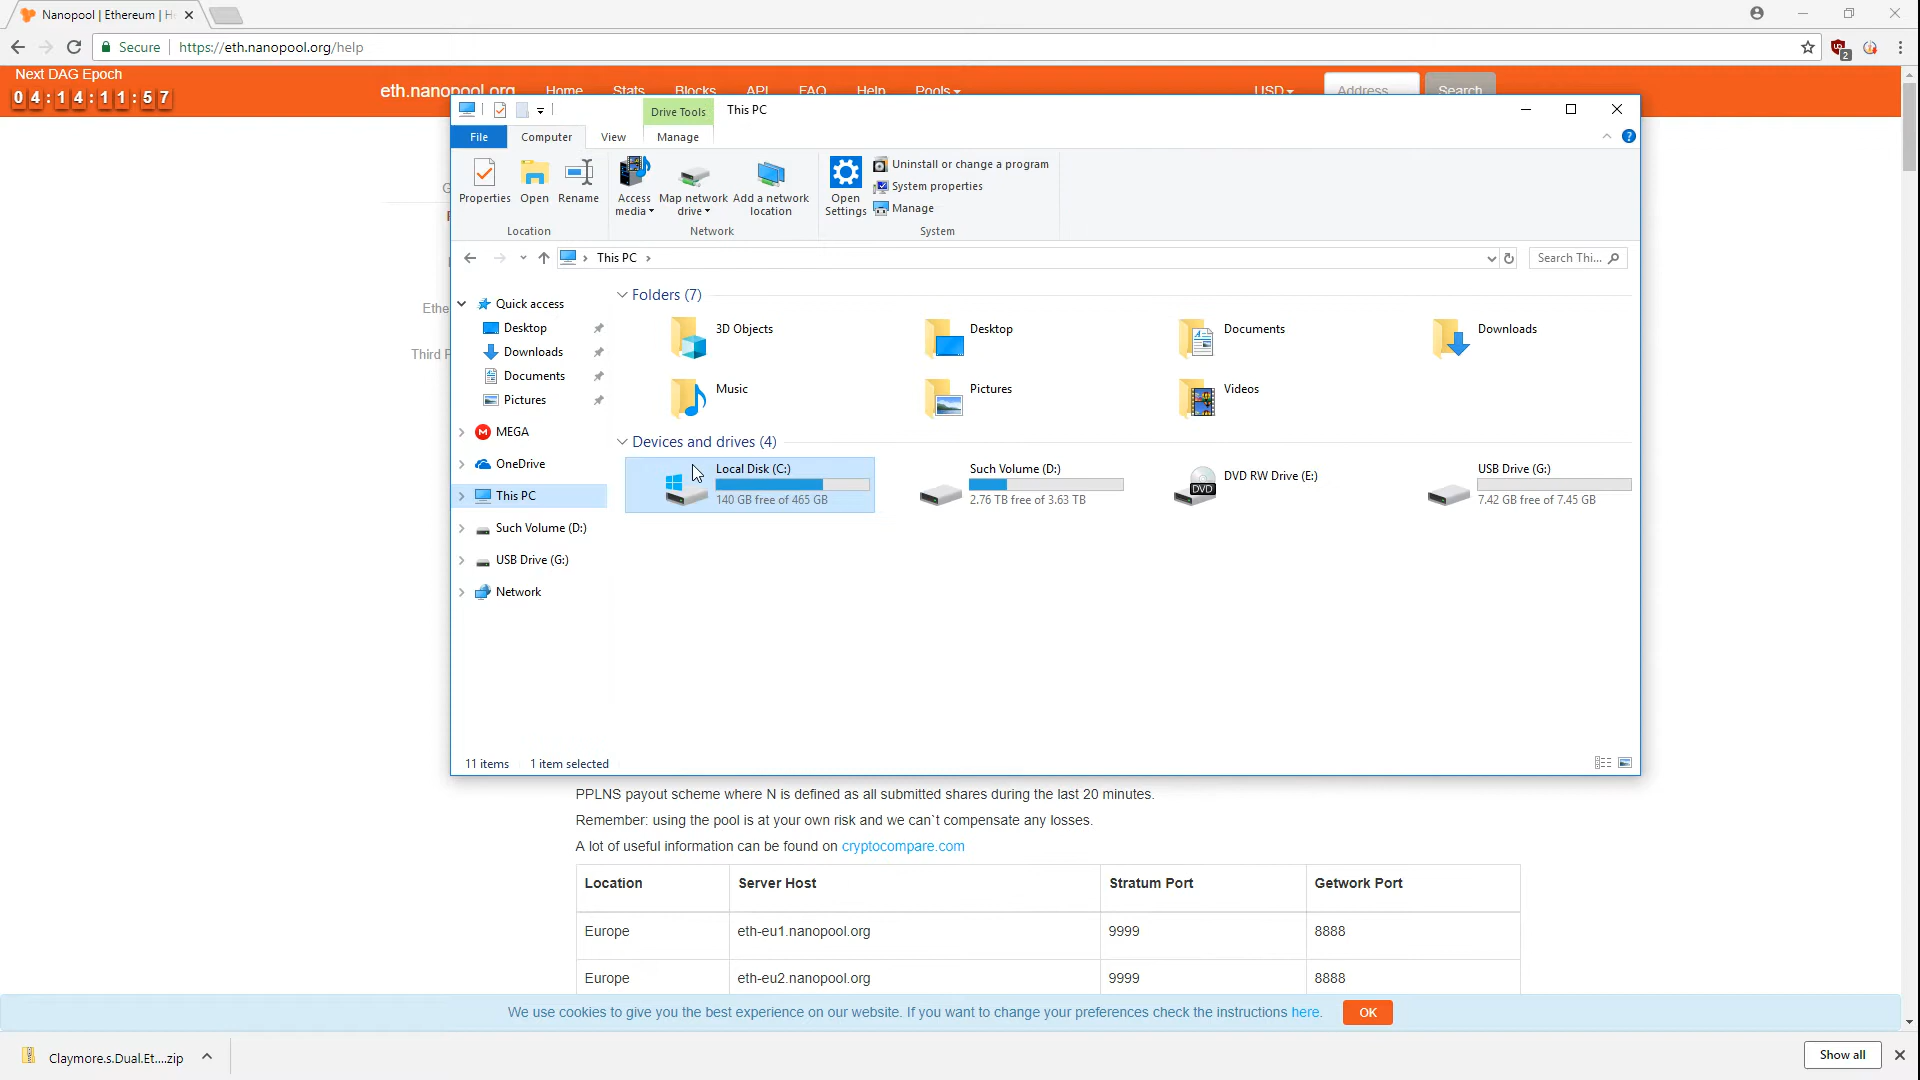 Nanopool | Ethereum | H
Secure
https://eth.nanopool.org/help
2
Next DAG Epoch
04:14:11:57
eth.nanopool.org
Home
Stats
Blocks
API
FAQ
Help
Pools
USD
Address
Search
Drive Tools
This PC
File
Computer
View
Manage
Properties
Open
Rename
Access media
Map network drive
Add a network location
Open Settings
Uninstall or change a program
System properties
Manage
Location
Network
System
This PC
Search Thi...
Quick access
Desktop
Downloads
Documents
Pictures
MEGA
OneDrive
This PC
Such Volume (D:)
USB Drive (G:)
Network
Folders (7)
3D Objects
Desktop
Documents
Downloads
Music
Pictures
Videos
Devices and drives (4)
Local Disk (C:)
140 GB free of 465 GB
Such Volume (D:)
2.76 TB free of 3.63 TB
DVD
DVD RW Drive (E:)
USB Drive (G:)
7.42 GB free of 7.45 GB
Ethe
Third P
11 items
1 item selected
PPLNS payout scheme where N is defined as all submitted shares during the last 20 minutes.
Remember: using the pool is at your own risk and we can`t compensate any losses.
A lot of useful information can be found on cryptocompare.com
Location
Server Host
Stratum Port
Getwork Port
Europe
eth-eu1.nanopool.org
9999
8888
Europe
eth-eu2.nanopool.org
9999
8888
We use cookies to give you the best experience on our website. If you want to change your preferences check the instructions here.
OK
Claymore.s.Dual.Et....zip
Show all